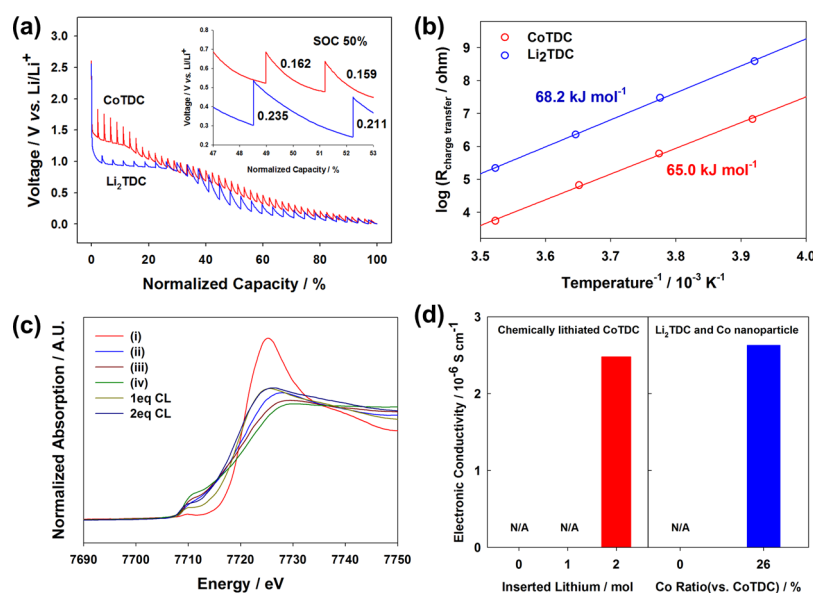 (a)
Voltage / V vs. Li/Li+
3.0
2.5
2.0
1.5
1.0
0.5
0.0
CoTDC
Li2TDC
0 20 40 60 80 100
Normalized Capacity / %
Voltage / V vs. Li/Li+
0.7
0.6
0.5
0.4
0.3
0.2
SOC 50%
0.162
0.159
0.235
0.211
47 48 49 50 51 52 53
Normalized Capacity / %
(b)
log (Rcharge transfer / ohm)
9
8
7
6
5
4
CoTDC
Li2TDC
68.2 kJ mol-1
65.0 kJ mol-1
3.5 3.6 3.7 3.8 3.9 4.0
Temperature-1 / 10-3 K-1
(c)
Normalized Absorption / A.U.
(i)
(ii)
(iii)
(iv)
1eq CL
2eq CL
7690 7700 7710 7720 7730 7740 7750
Energy / eV
(d)
Electronic Conductivity / 10-6 S cm-1
3
2
1
0
Chemically lithiated CoTDC
Li2TDC and Co nanoparticle
N/A N/A N/A
0 1 2 0 26
Inserted Lithium / mol
Co Ratio(vs. CoTDC) / %